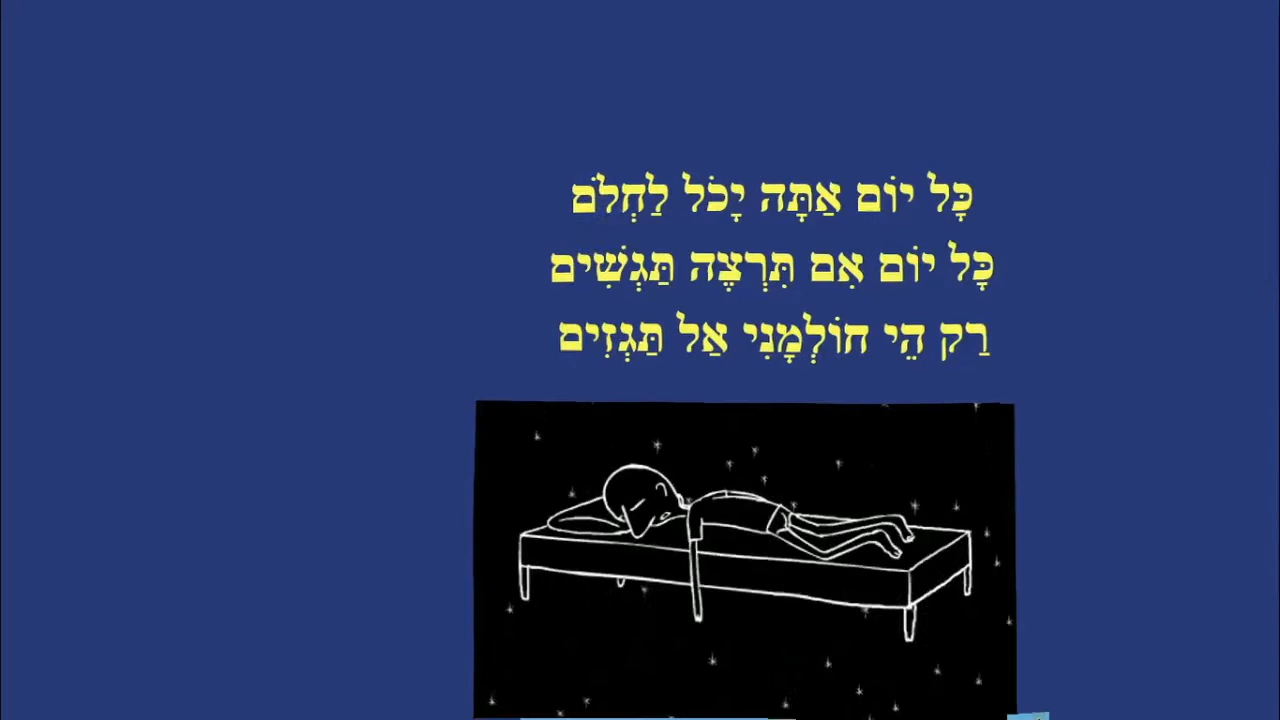 כָּל יוֹם אַתָּה יָכֹל לַחְלֹם
כָּל יוֹם אִם תִּרְצֶה תַּגְשִׁים
רַק הֵי חוֹלְמָנִי אַל תַּגְזִים